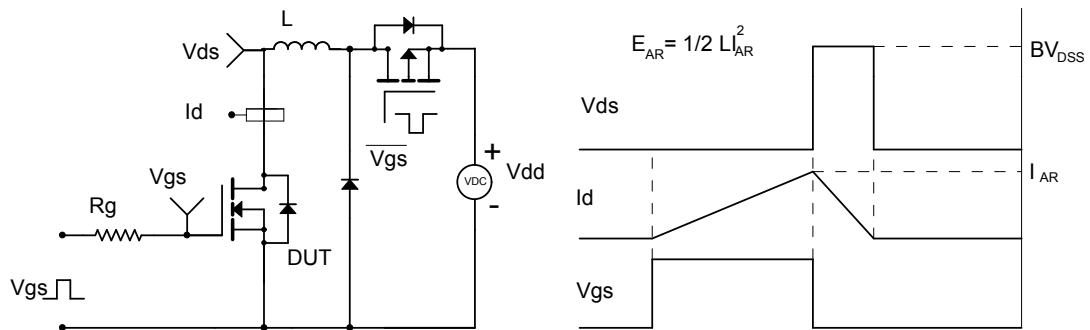 L
Vds
Id
Vgs
Vgs
+
VDC
Vdd
-
Vgs
Rg
DUT
E_AR = 1/2 LI_AR^2
BV_DSS
Vds
I_AR
Id
Vgs